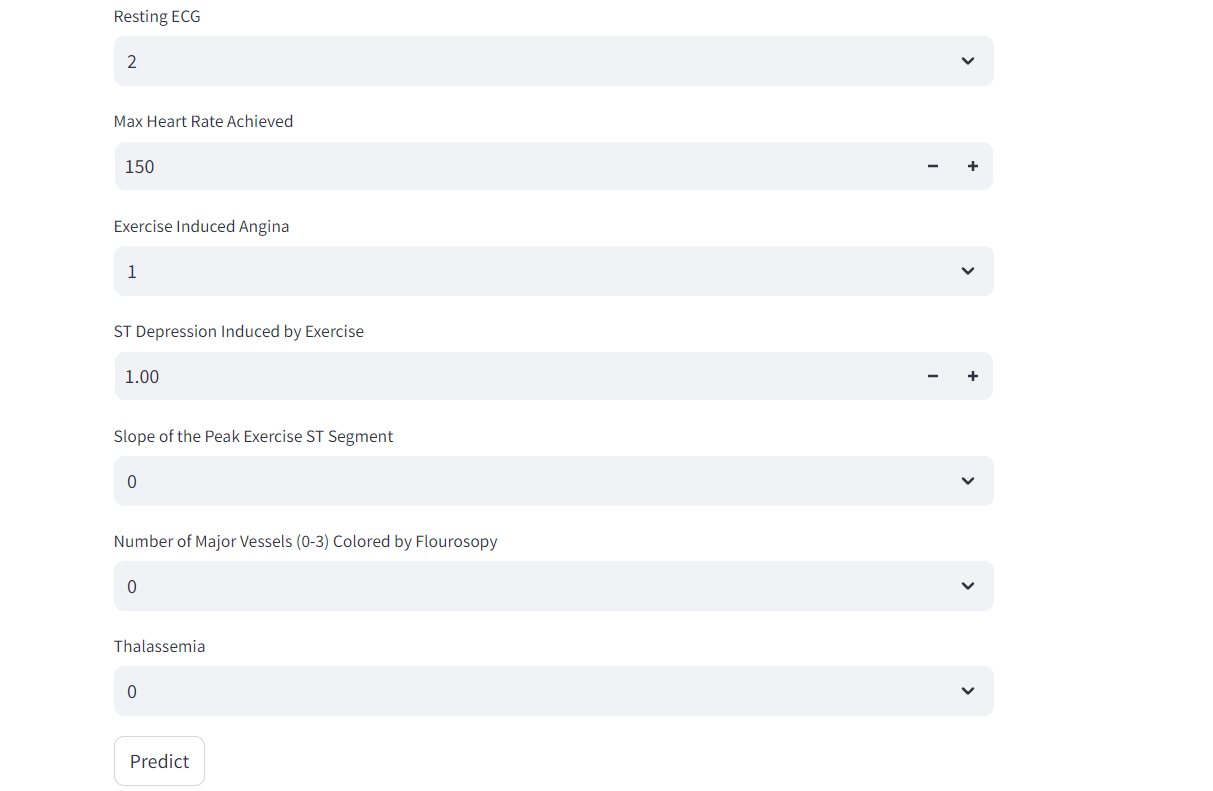 Resting ECG
2
Max Heart Rate Achieved
150
Exercise Induced Angina
1
ST Depression Induced by Exercise
1.00
Slope of the Peak Exercise ST Segment
0
Number of Major Vessels (0-3) Colored by Flourosopy
0
Thalassemia
0
Predict